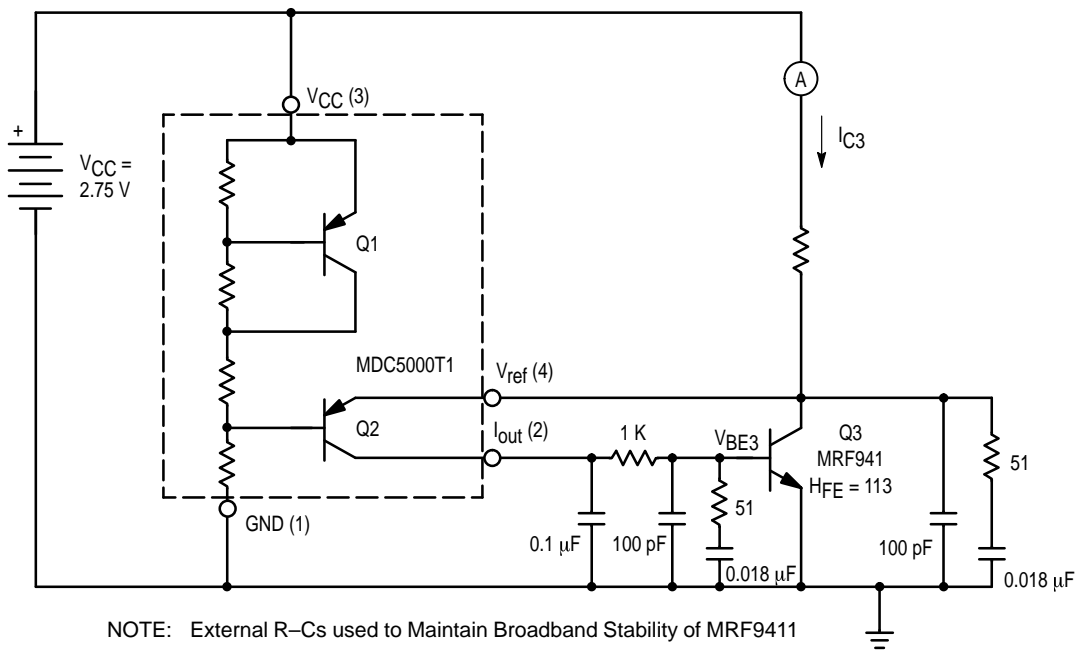 A
VCC (3)
IC3
+
VCC =
2.75 V
Q1
MDC5000T1
Vref (4)
Q2
Iout (2)
1 K
VBE3
Q3
MRF941
HFE = 113
51
51
GND (1)
0.1 μF
100 pF
0.018 μF
100 pF
0.018 μF
NOTE: External R–Cs used to Maintain Broadband Stability of MRF9411